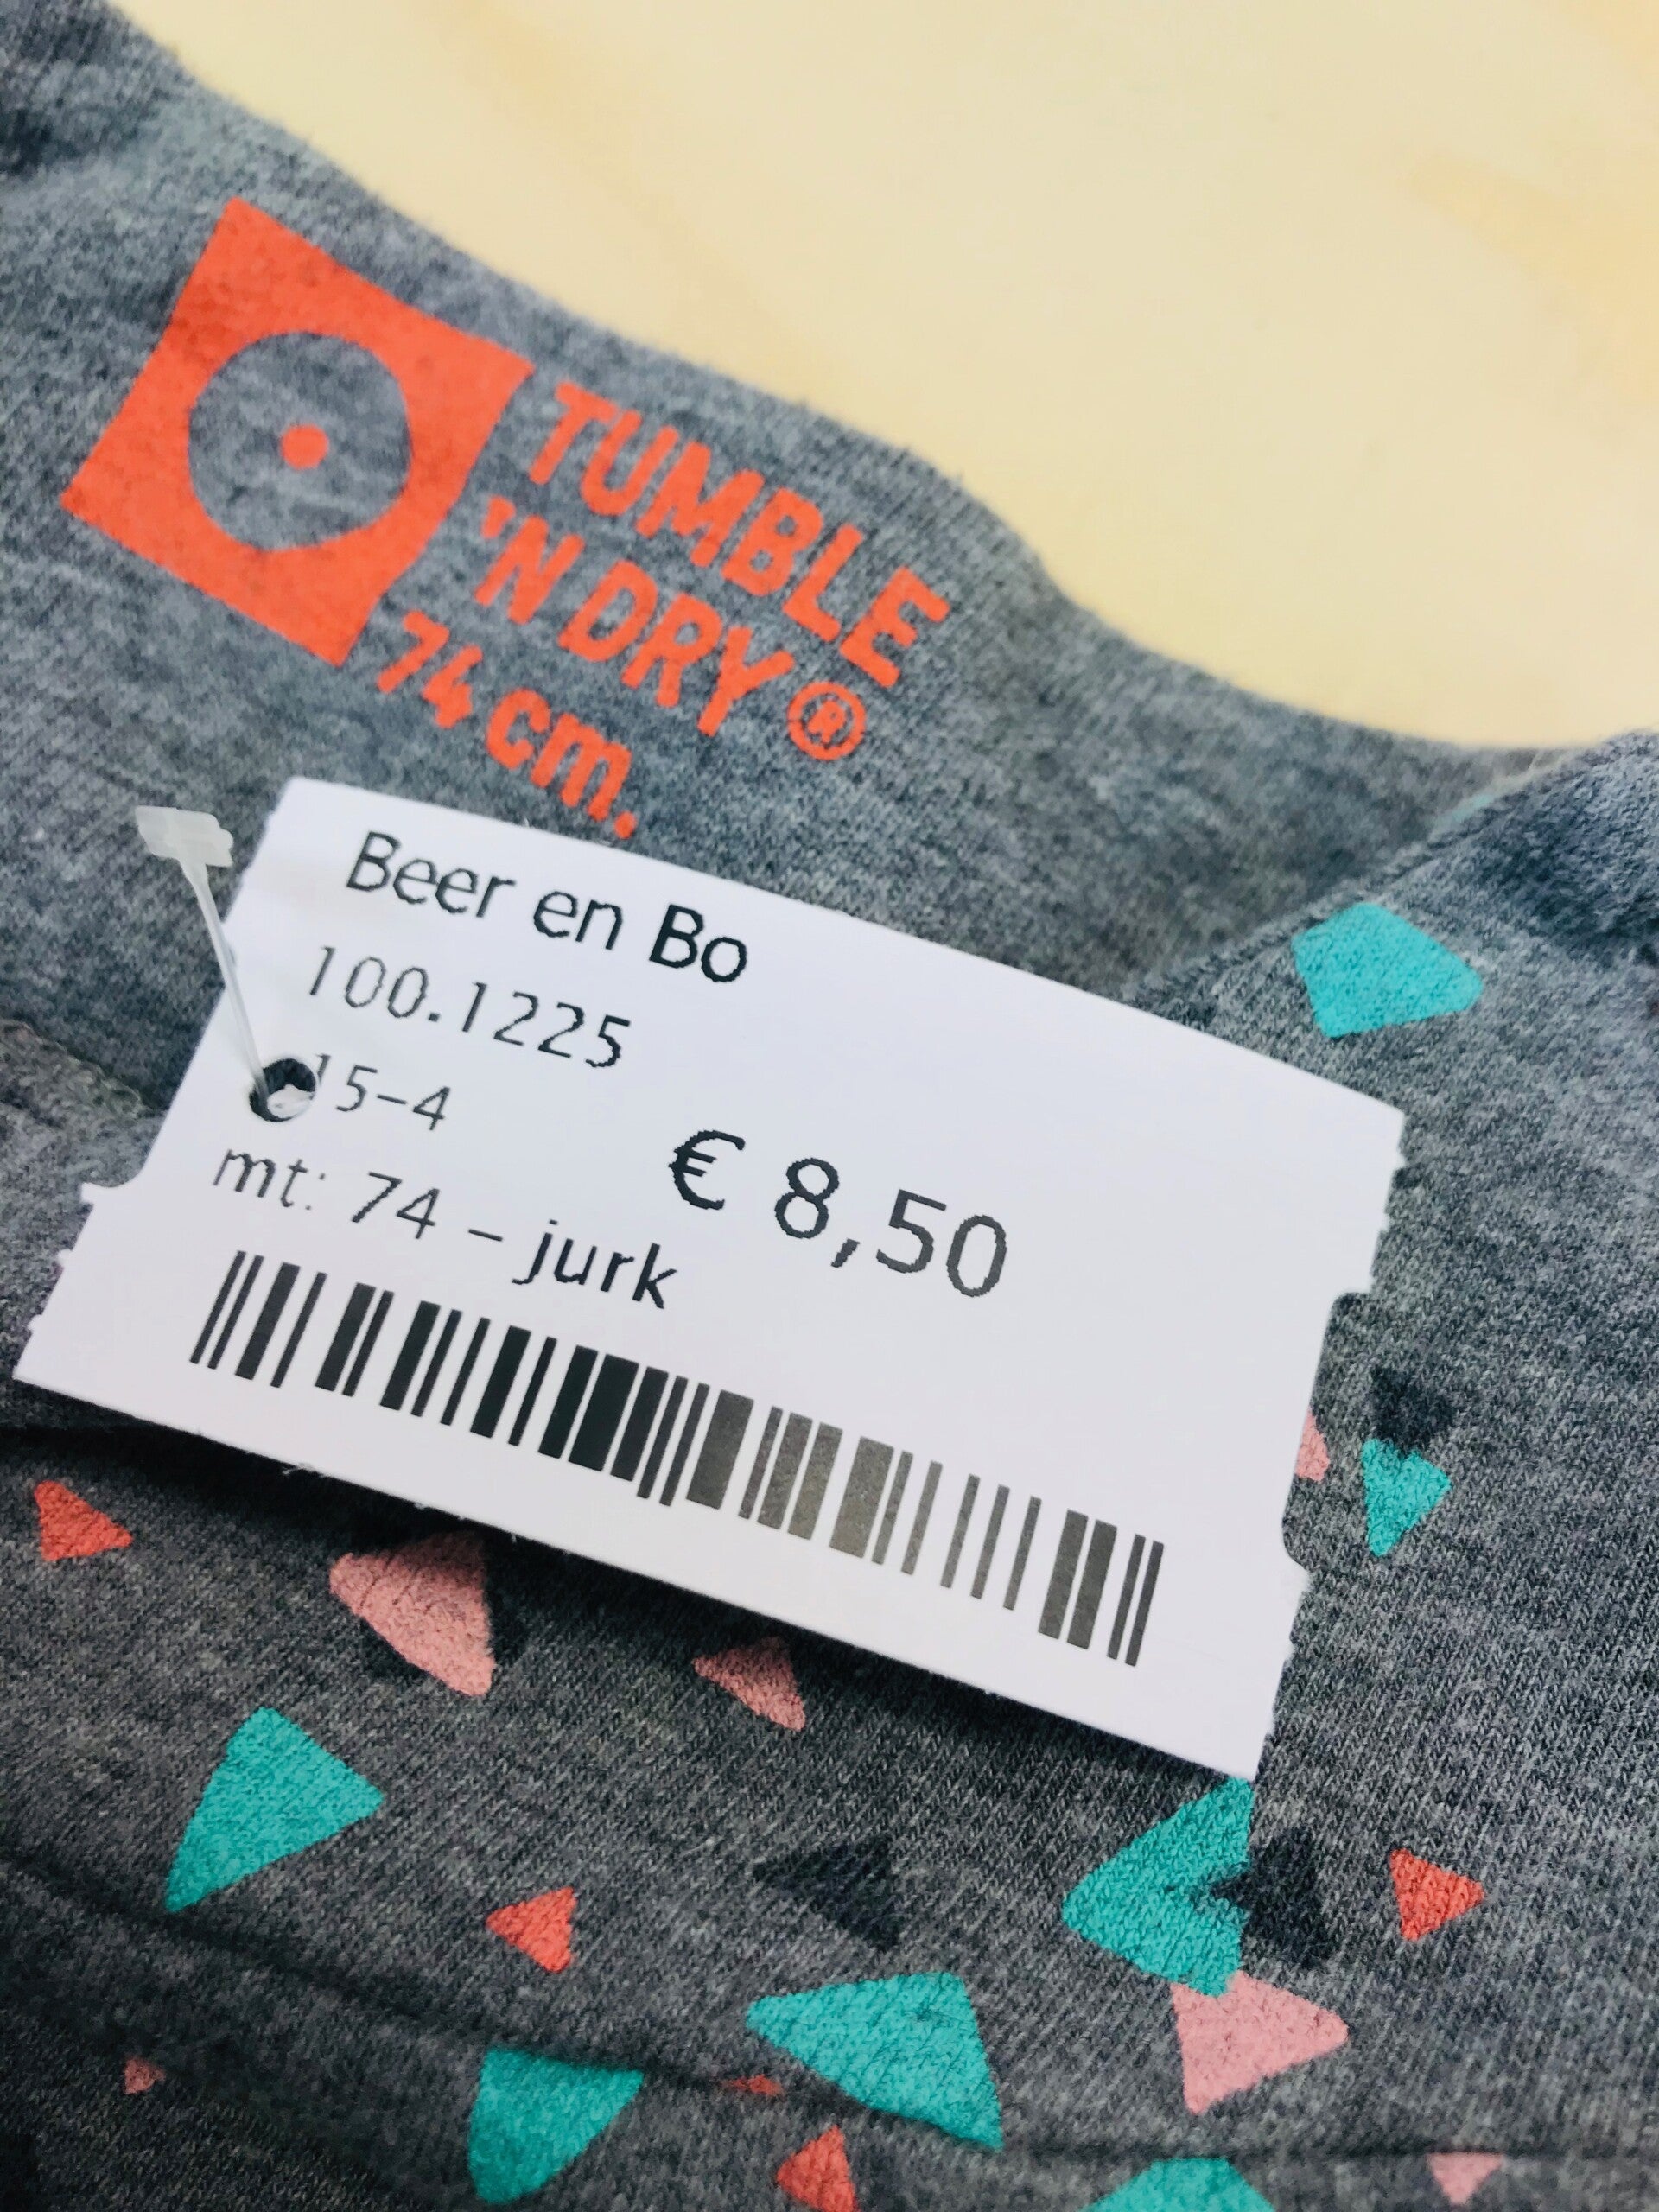 TUMBLE
'N DRY ®
74 cm.
Beer en Bo
100.1225
15-4
€ 8,50
mt: 74 - jurk